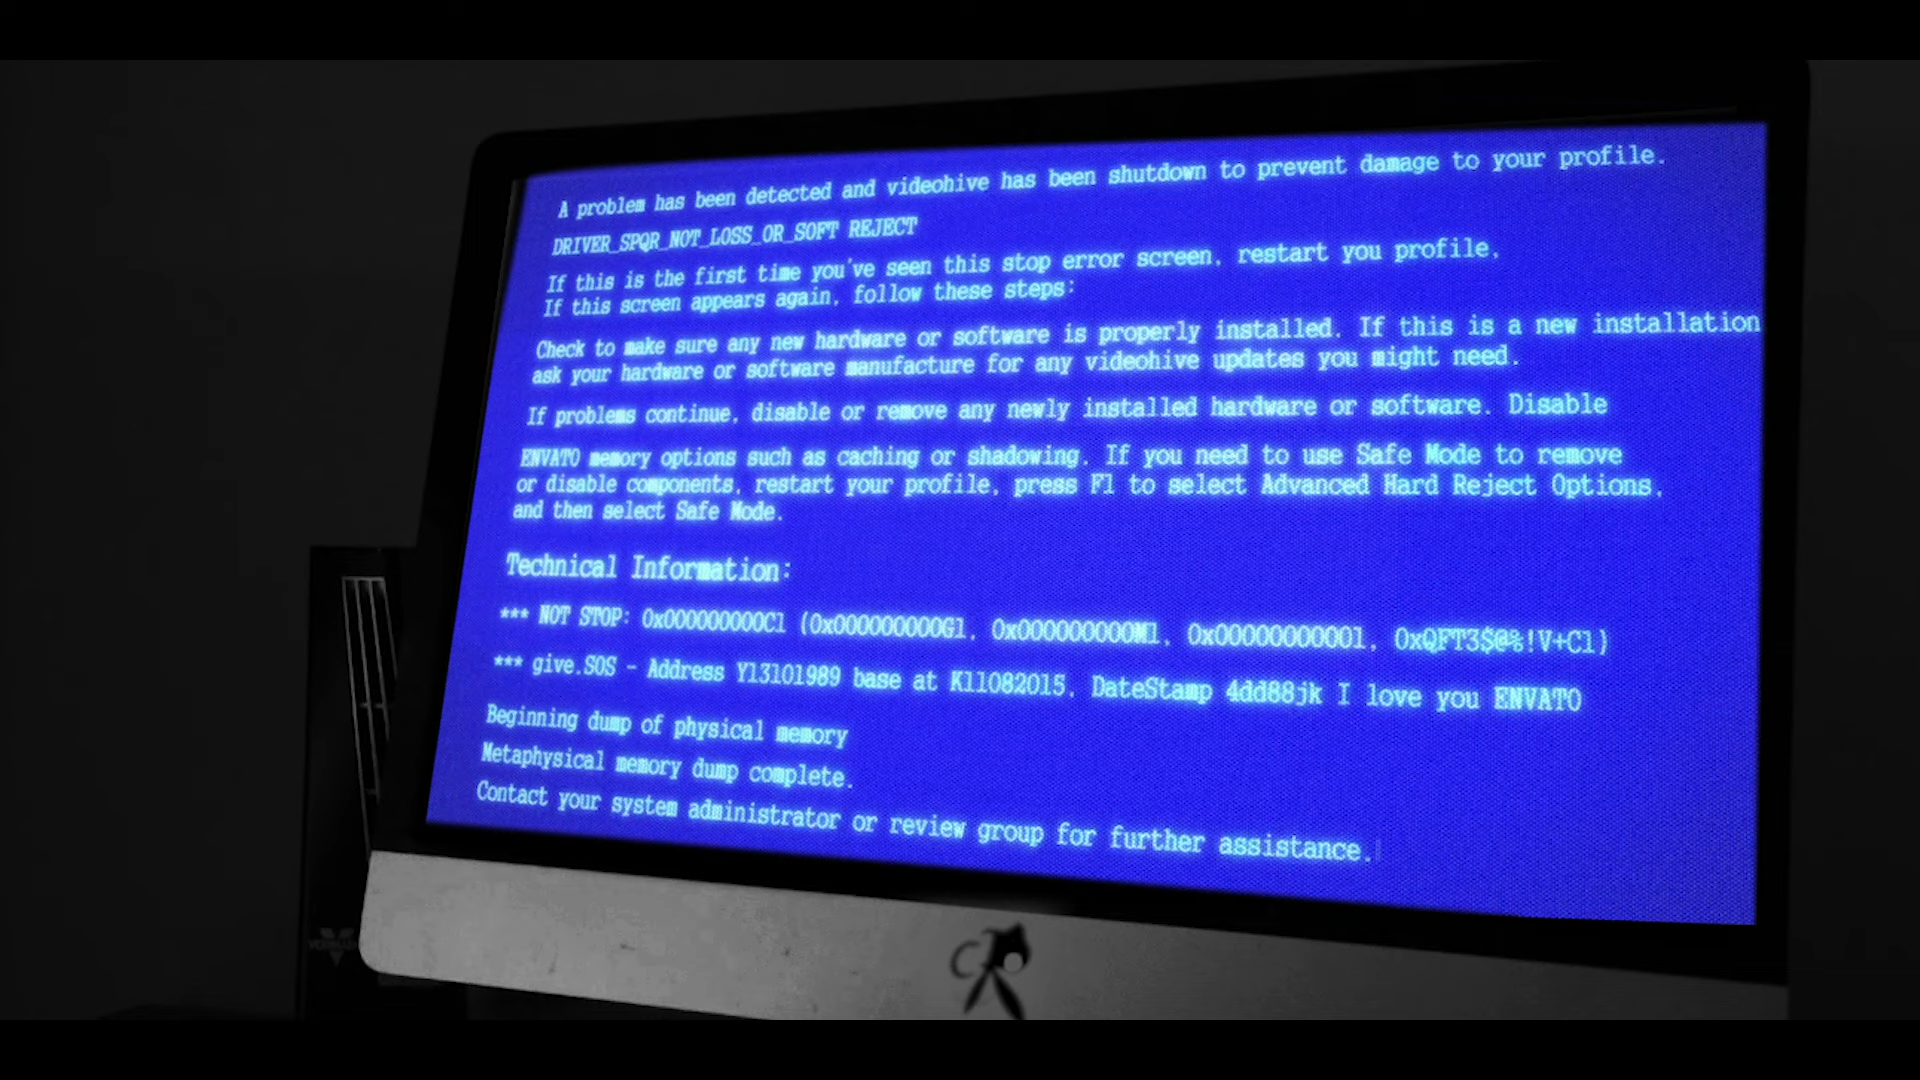 A problem has been detected and videohive has been shutdown to prevent damage to your profile.
DRIVER_SPQR_NOT_LOSS_OR_SOFT REJECT
If this is the first time you've seen this stop error screen, restart you profile,
If this screen appears again, follow these steps:
Check to make sure any new hardware or software is properly installed. If this is a new installation
ask your hardware or software manufacture for any videohive updates you might need.
If problems continue, disable or remove any newly installed hardware or software. Disable
ENVATO memory options such as caching or shadowing. If you need to use Safe Mode to remove
or disable components, restart your profile, press F1 to select Advanced Hard Reject Options,
and then select Safe Mode.
Technical Information:
*** NOT STOP: 0x000000000C1 (0x000000000G1, 0x000000000M1, 0x00000000001, 0xQFT3$@%!V+C1)
*** give.SOS - Address Y13101989 base at K11082015, DateStamp 4dd88jk I love you ENVATO
Beginning dump of physical memory
Metaphysical memory dump complete.
Contact your system administrator or review group for further assistance.